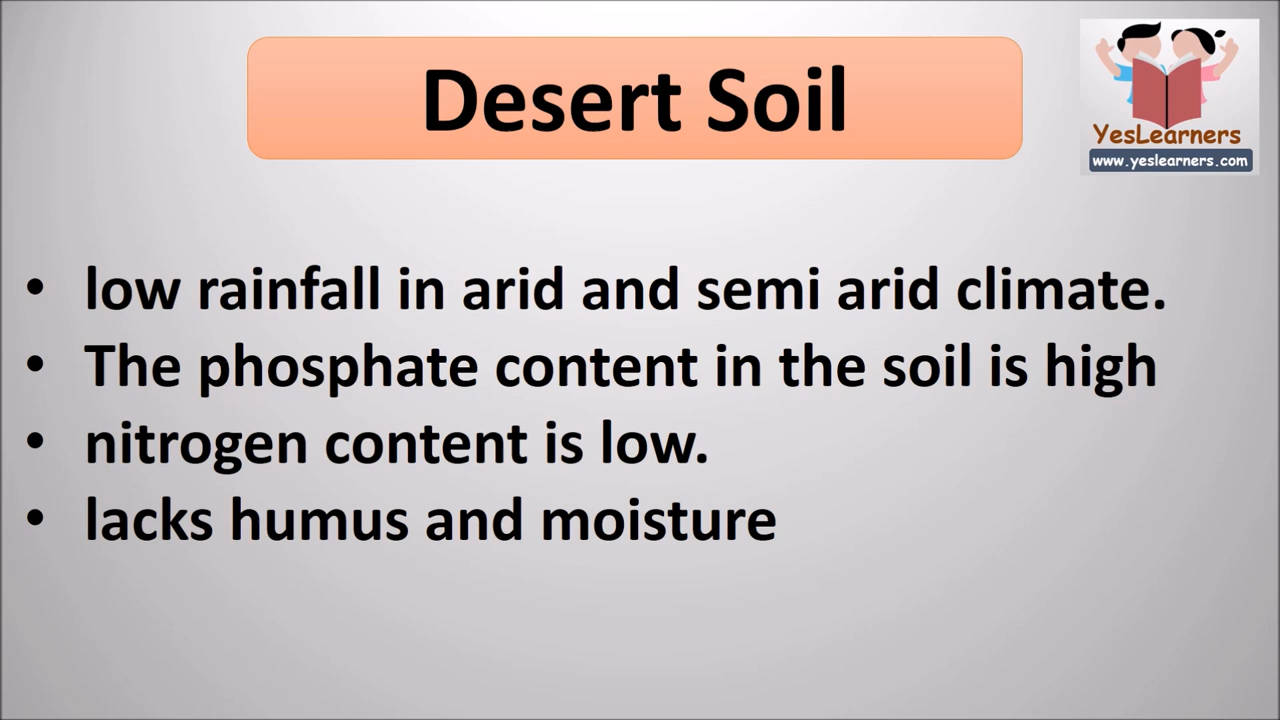 Desert Soil
YesLearners
www.yeslearners.com
• low rainfall in arid and semi arid climate.
• The phosphate content in the soil is high
• nitrogen content is low.
• lacks humus and moisture